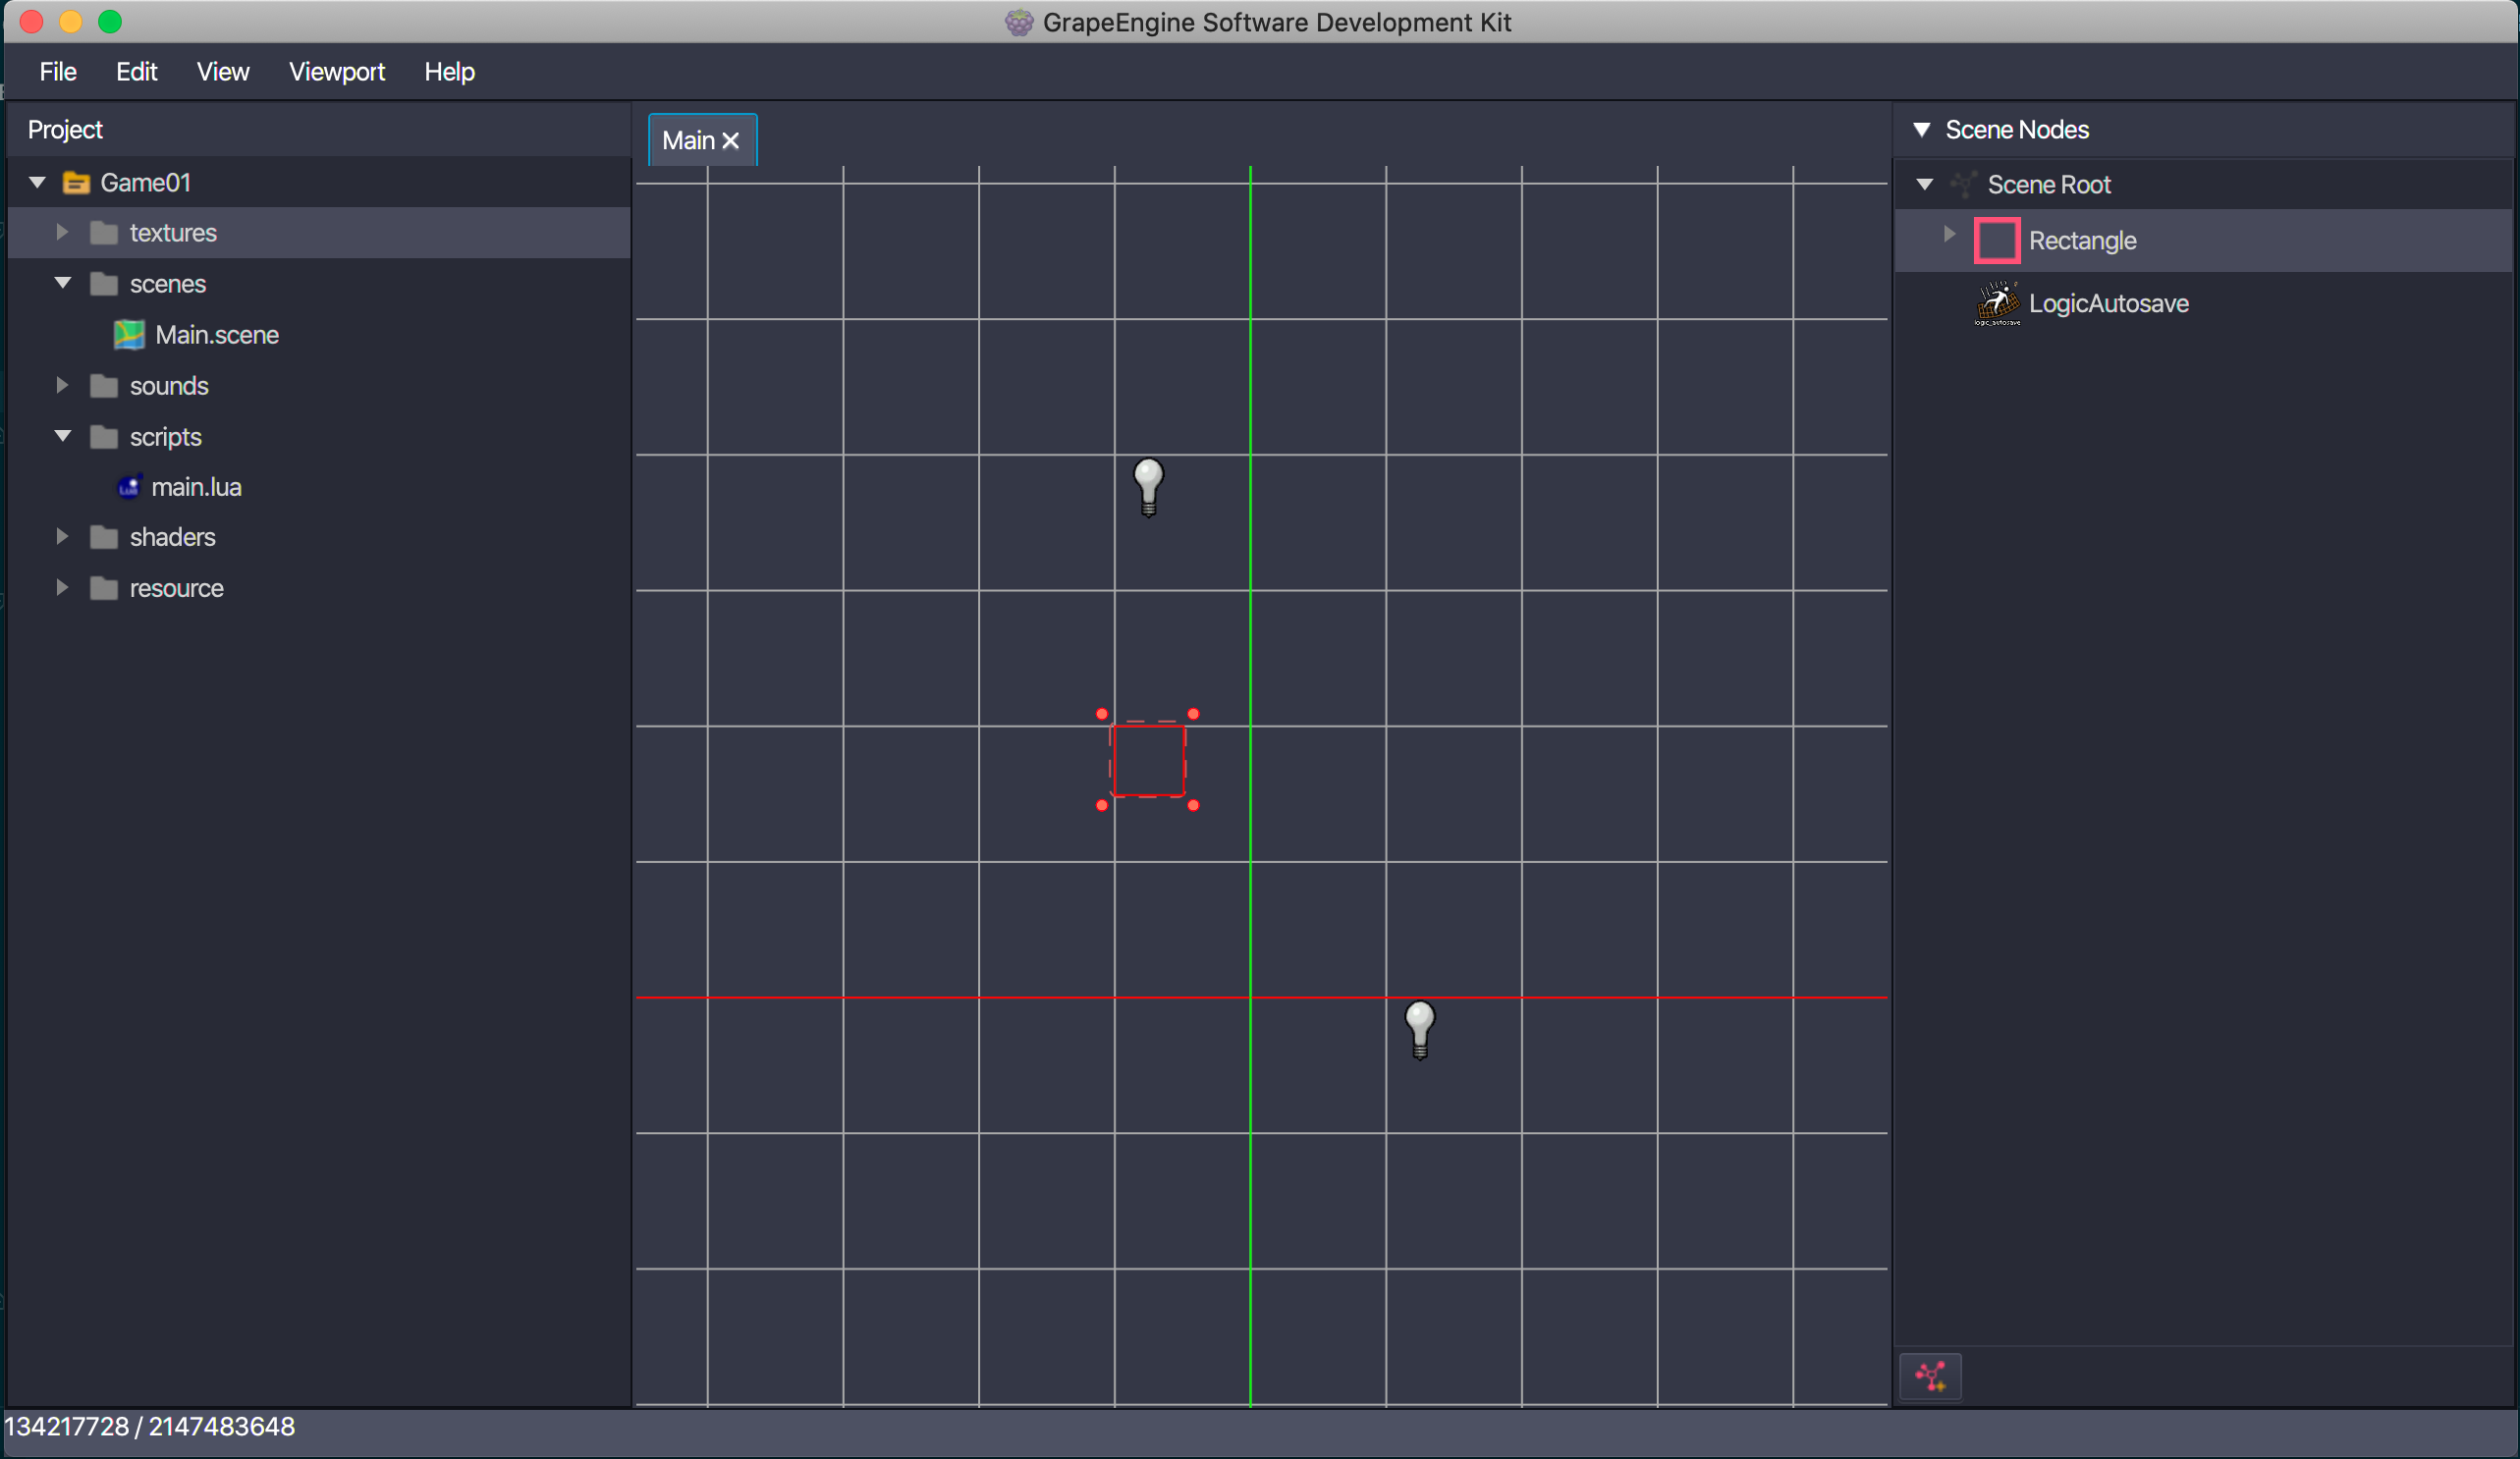 GrapeEngine Software Development Kit
File Edit View Viewport Help
Project
Game01
textures
scenes
Main.scene
sounds
scripts
main.lua
shaders
resource
Main
Scene Nodes
Scene Root
Rectangle
LogicAutosave
logic_autosave
134217728 / 2147483648